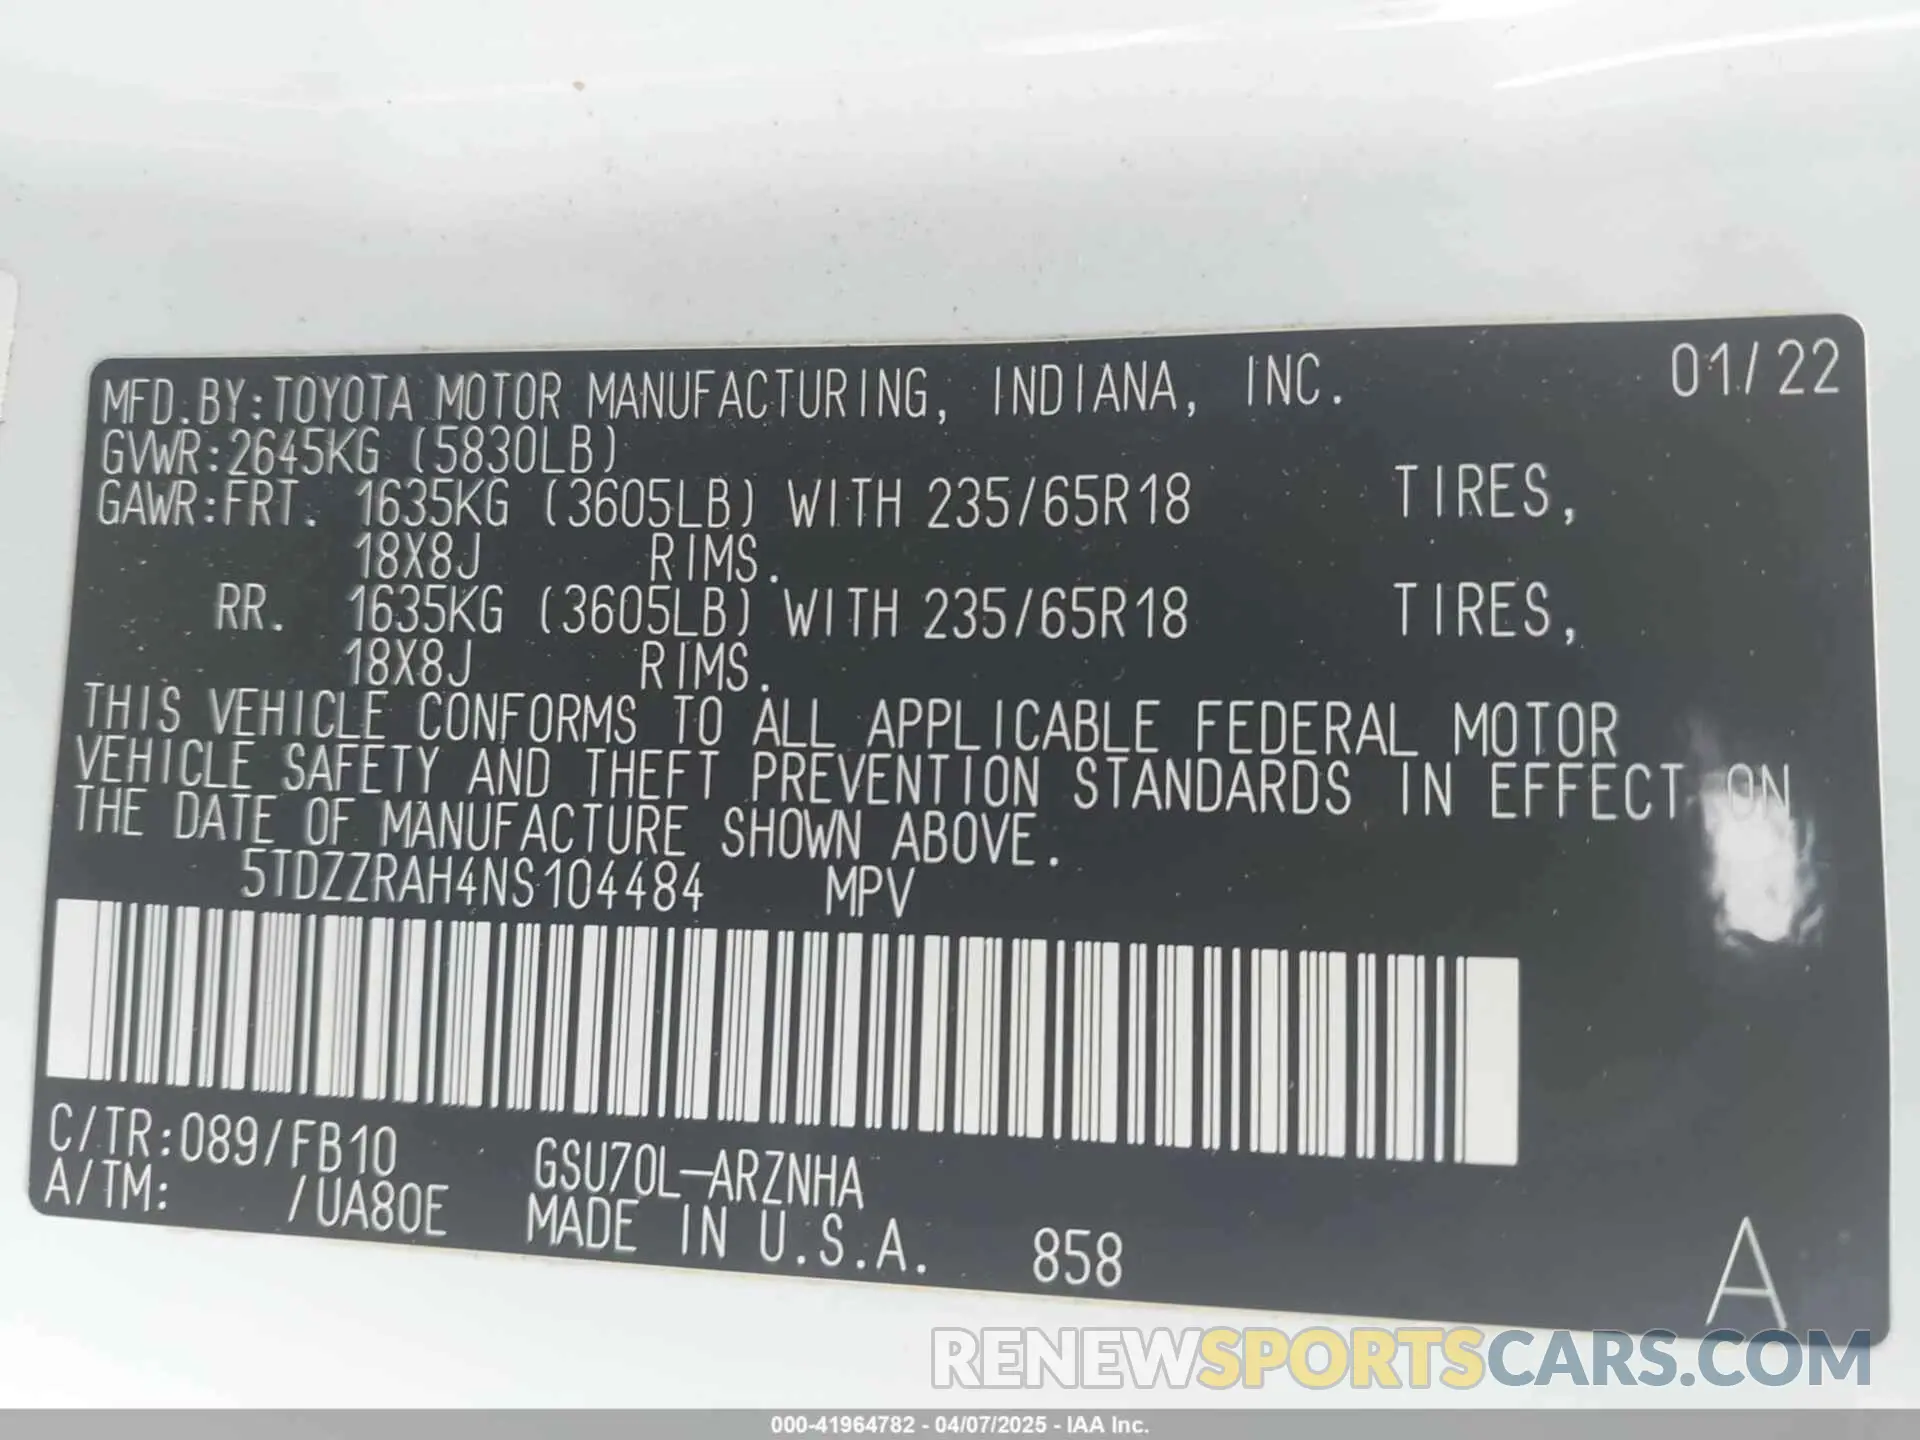 MFD.BY:TOYOTA MOTOR MANUFACTURING, INDIANA, INC. 01/22
GVWR:2645KG (5830LB)
GAWR:FRT. 1635KG (3605LB) WITH 235/65R18 TIRES,
18X8J RIMS.
RR. 1635KG (3605LB) WITH 235/65R18 TIRES,
18X8J RIMS.
THIS VEHICLE CONFORMS TO ALL APPLICABLE FEDERAL MOTOR
VEHICLE SAFETY AND THEFT PREVENTION STANDARDS IN EFFECT ON
THE DATE OF MANUFACTURE SHOWN ABOVE.
5TDZZRAH4NS104484 MPV
C/TR:089/FB10 GSU70L-ARZNHA
A/TM: /UA80E MADE IN U.S.A. 858 A
RENEWSPORTSCARS.COM
000-41964782 - 04/07/2025 - IAA Inc.